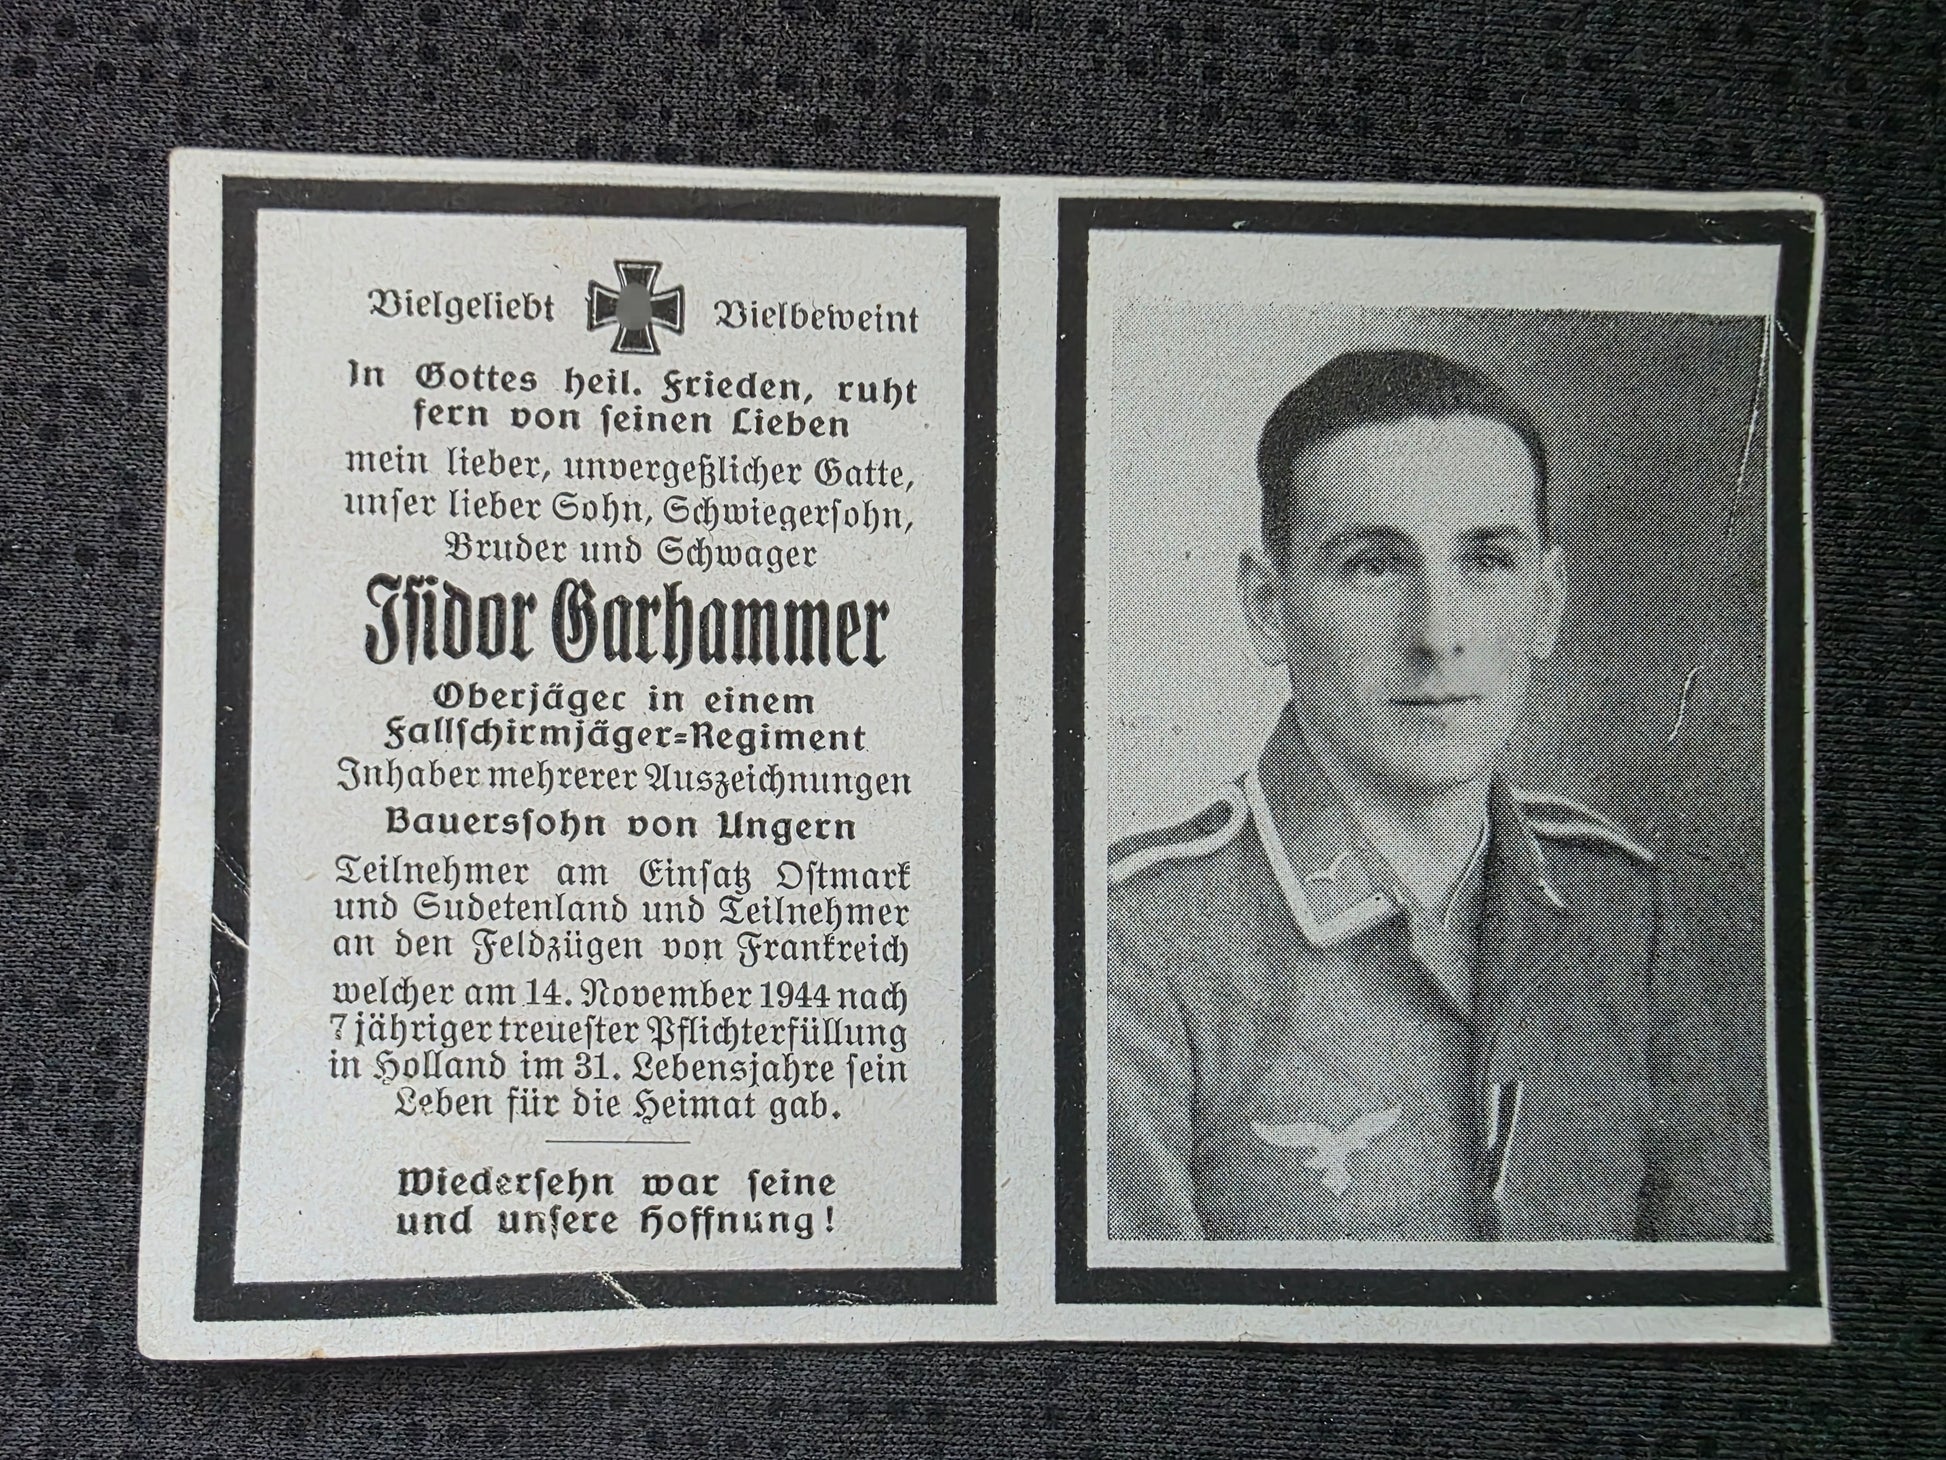 Vielgeliebt Vielbeweint
In Gottes heil. Frieden, ruht
fern von seinen Lieben
mein lieber, unvergeßlicher Gatte,
unser lieber Sohn, Schwiegersohn,
Bruder und Schwager
Isidor Garhammer
Oberjäger in einem
Fallschirmjäger=Regiment
Inhaber mehrerer Auszeichnungen
Bauerssohn von Ungern
Teilnehmer am Einsatz Ostmark
und Sudetenland und Teilnehmer
an den Feldzügen von Frankreich
welcher am 14. November 1944 nach
7 jähriger treuester Pflichterfüllung
in Holland im 31. Lebensjahre sein
Leben für die Heimat gab.
Wiedersehn war seine
und unsere Hoffnung!